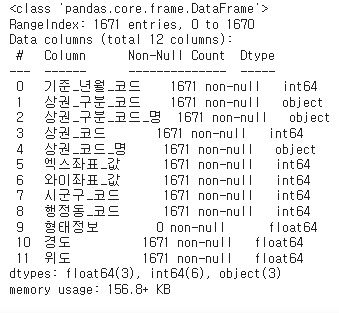 <class 'pandas.core.frame.DataFrame'>
RangeIndex: 1671 entries, 0 to 1670
Data columns (total 12 columns):
 #   Column      Non-Null Count  Dtype
---  ------      --------------  -----
 0   기준_년월_코드      1671 non-null   int64
 1   상권_구분_코드      1671 non-null   object
 2   상권_구분_코드_명    1671 non-null   object
 3   상권_코드         1671 non-null   int64
 4   상권_코드_명       1671 non-null   object
 5   엑스좌표_값        1671 non-null   int64
 6   와이좌표_값        1671 non-null   int64
 7   시군구_코드        1671 non-null   int64
 8   행정동_코드        1671 non-null   int64
 9   형태정보          0 non-null      float64
 10  경도            1671 non-null   float64
 11  위도            1671 non-null   float64
dtypes: float64(3), int64(6), object(3)
memory usage: 156.8+ KB